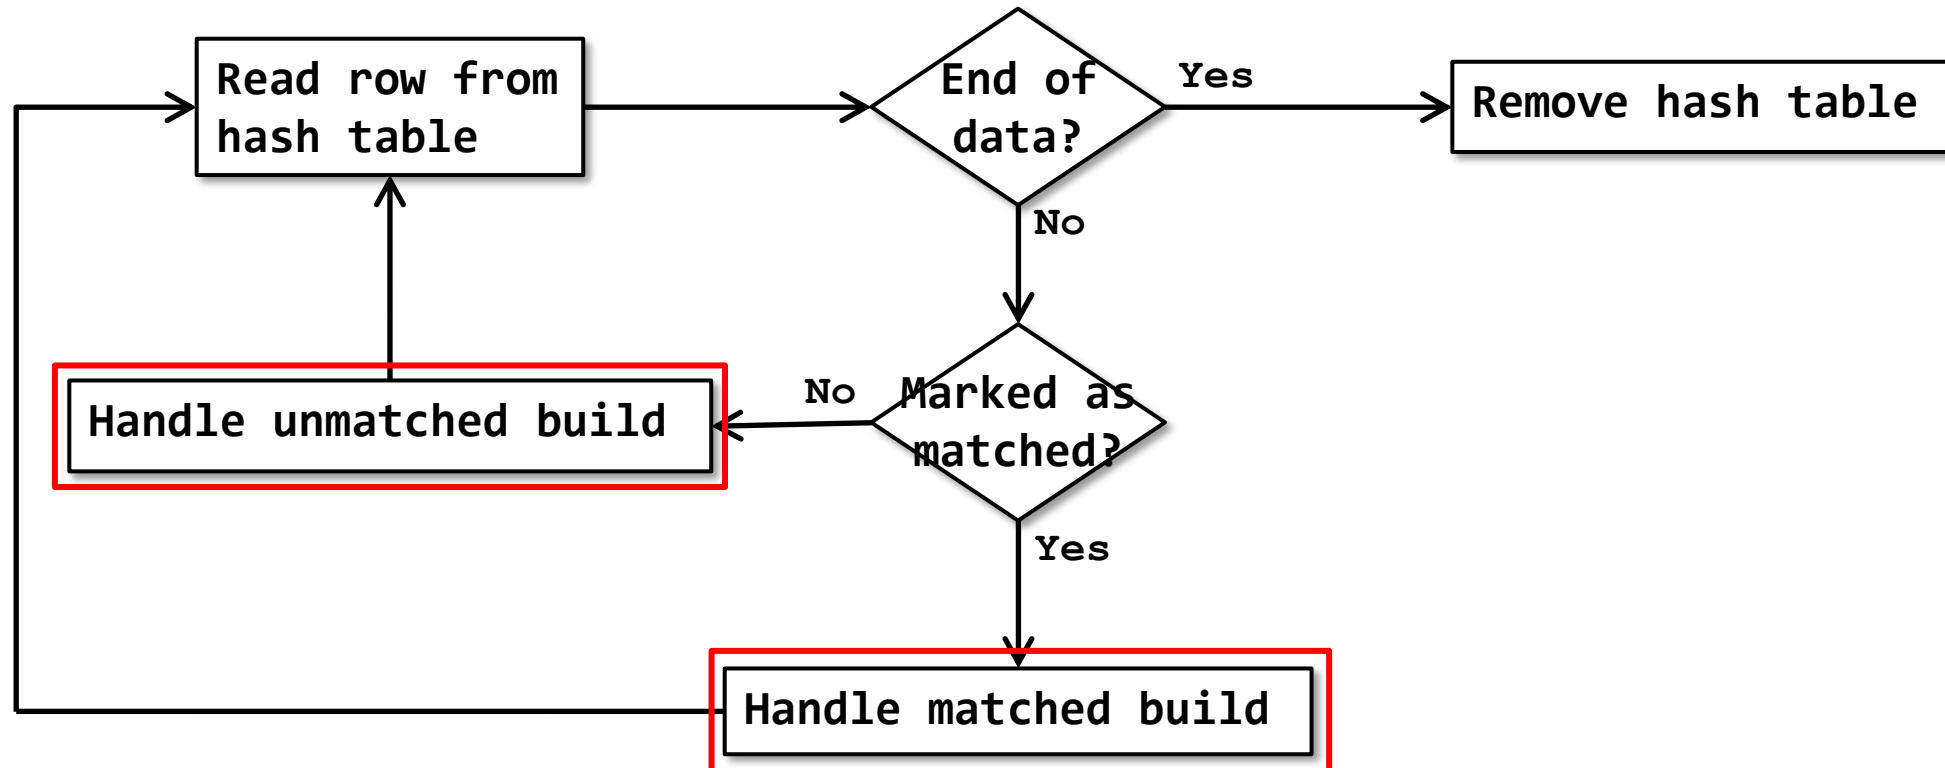 Read row from
hash table
End of
data?
Yes
Remove hash table
No
Handle unmatched build
No
Marked as
matched?
Yes
Handle matched build